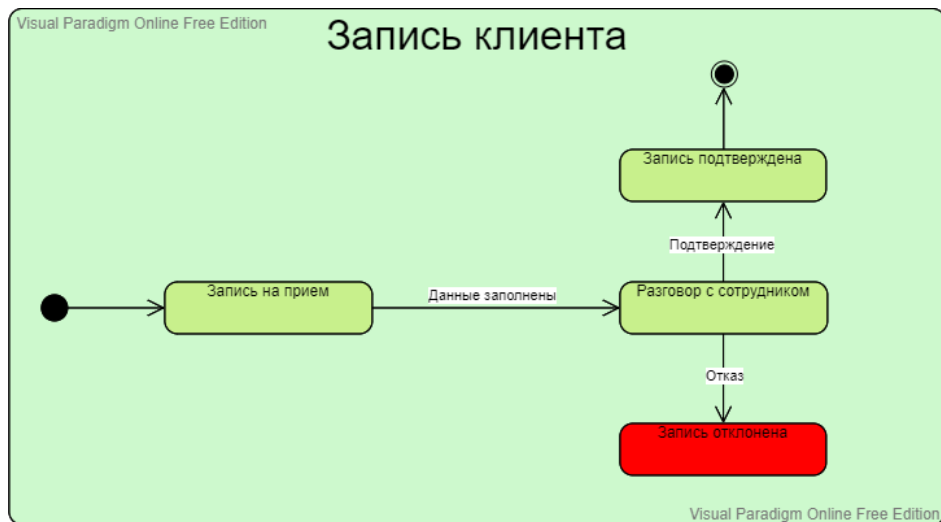 Visual Paradigm Online Free Edition
Запись клиента
Запись подтверждена
Подтверждение
Запись на прием
Данные заполнены
Разговор с сотрудником
Отказ
Запись отклонена
Visual Paradigm Online Free Edition